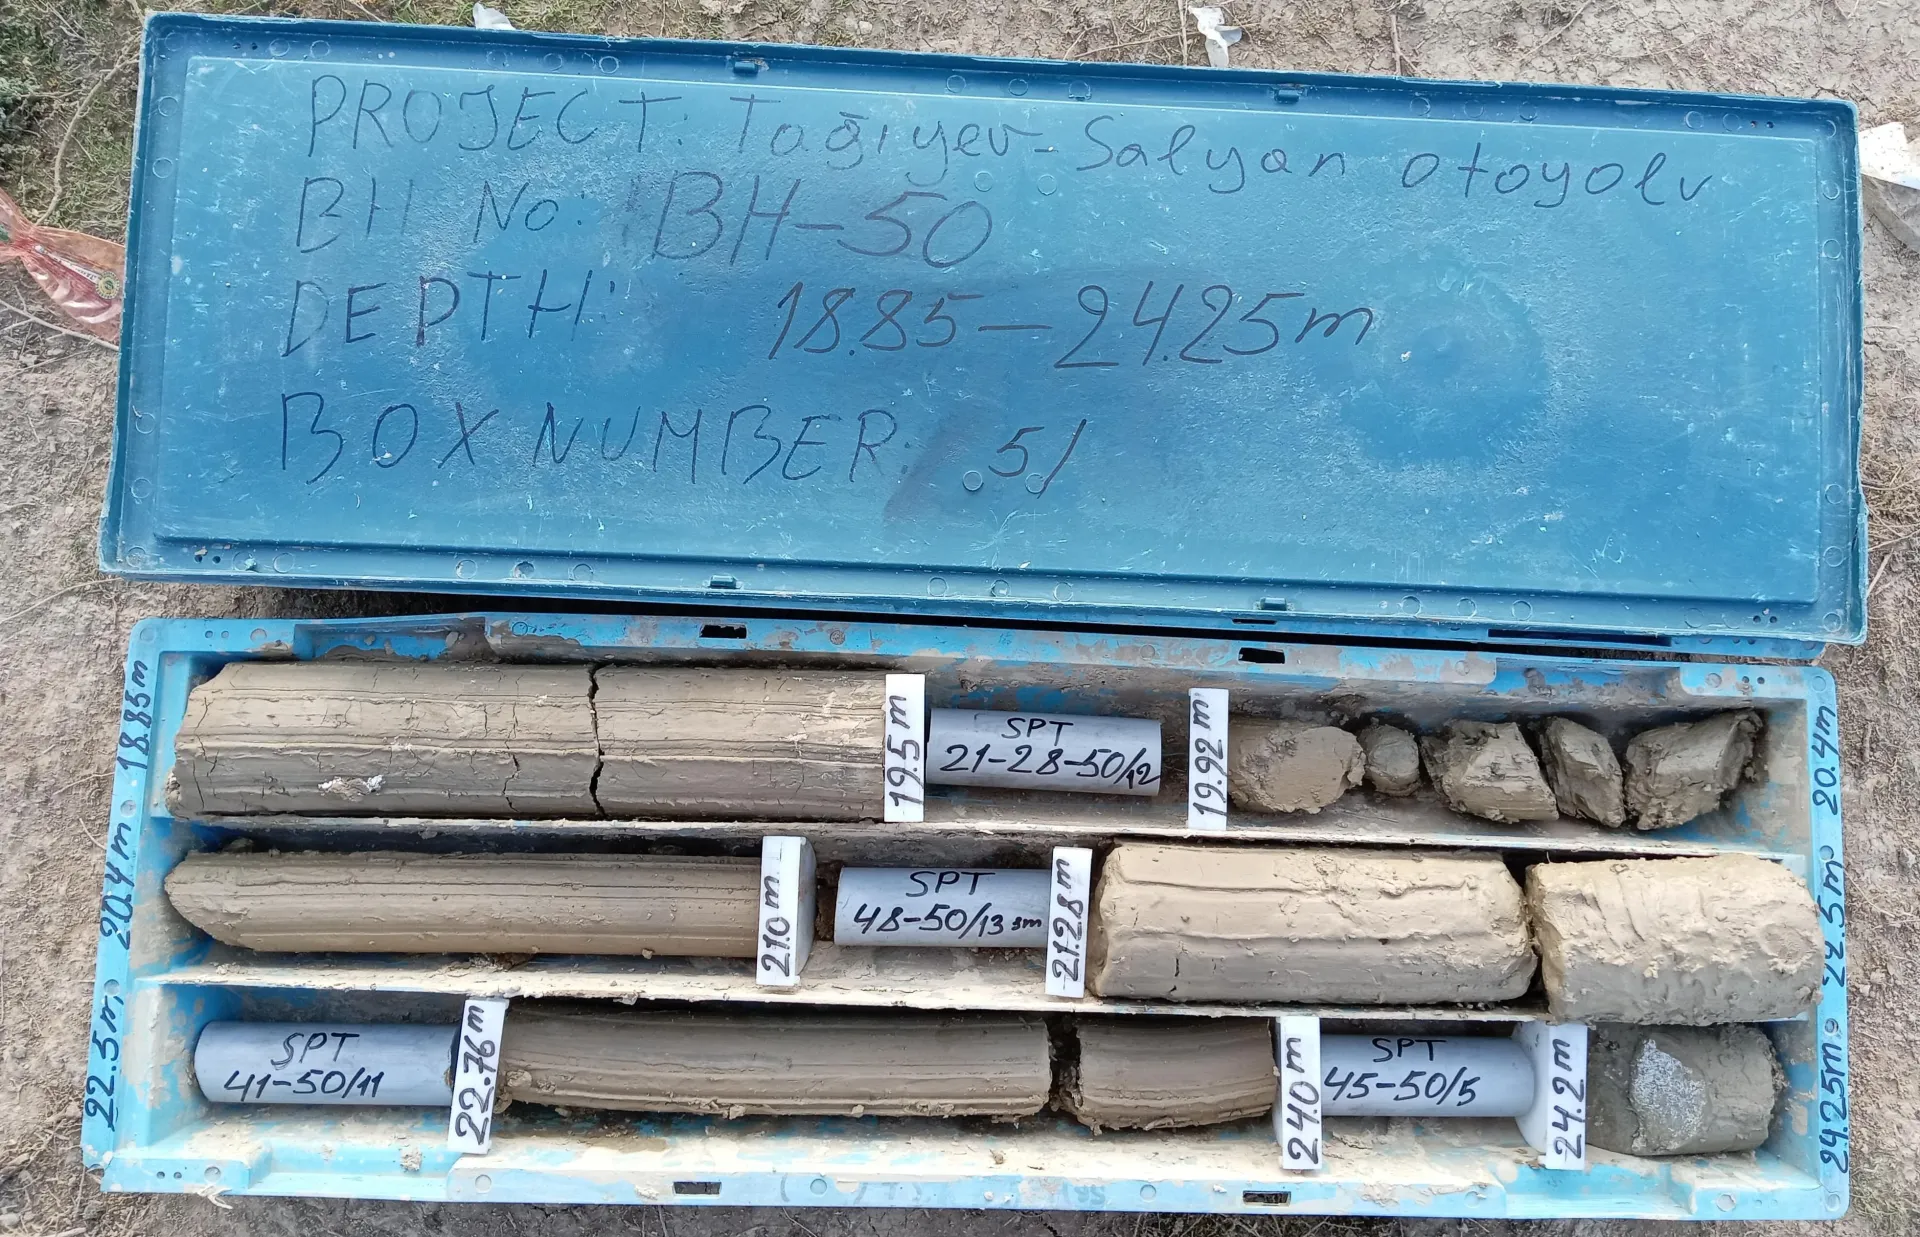 PROJECT: Tağıyev-Salyan otoyolu
BH No: BH-50
DEPTH: 18.85-24.25m
BOX NUMBER: 5/
18.85m
19.5m
SPT
21-28-50/12
19.92m
20.4m
20.4m
21.0m
SPT
48-50/13 sm
21.28m
22.5m
22.5m
SPT
41-50/11
22.76m
24.0m
SPT
45-50/5
24.2m
24.25m